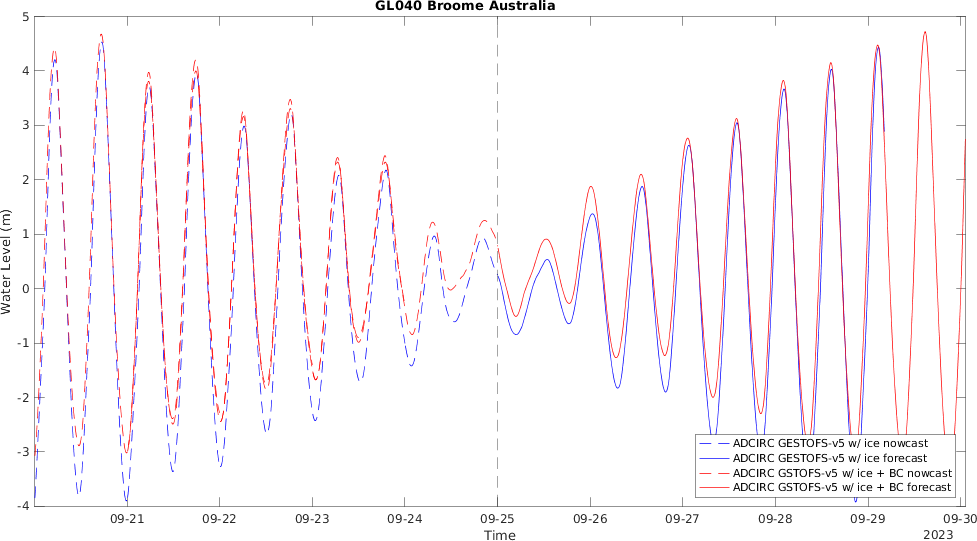 GL040 Broome Australia
5
4
3
2
1
0
-1
-2
-3
-4
Water Level (m)
ADCIRC GESTOFS-v5 w/ ice nowcast
ADCIRC GESTOFS-v5 w/ ice forecast
ADCIRC GSTOFS-v5 w/ ice + BC nowcast
ADCIRC GSTOFS-v5 w/ ice + BC forecast
09-21 09-22 09-23 09-24 09-25 09-26 09-27 09-28 09-29 09-30
Time
2023